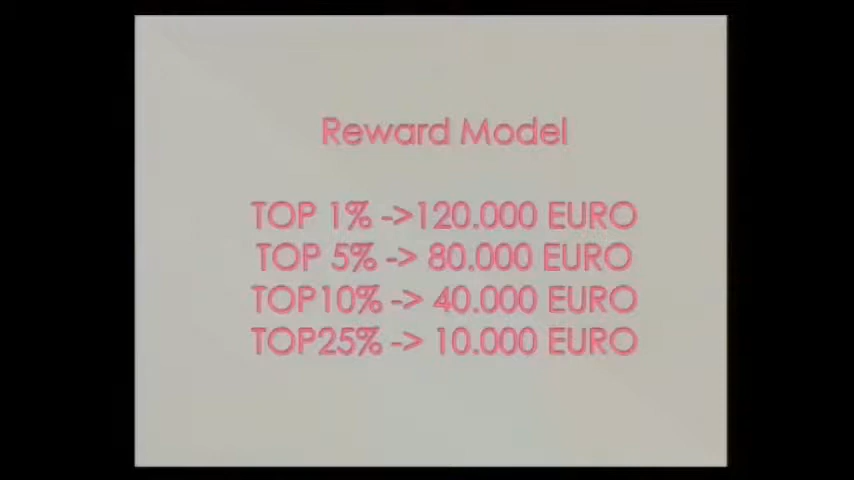 Reward Model
TOP 1% ->120.000 EURO
TOP 5% -> 80.000 EURO
TOP10% -> 40.000 EURO
TOP25% -> 10.000 EURO